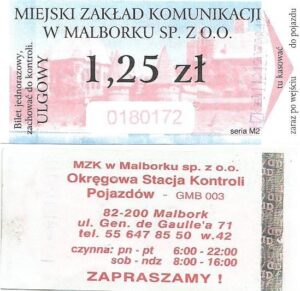 MIEJSKI ZAKŁAD KOMUNIKACJI
W MALBORKU SP. Z O.O.
Bilet jednorazowy,
zachować do kontroli.
ULGOWY
1,25 zł
0180172
seria M2
tu kasować
zaraz po wejściu do pojazdu
MZK w Malborku sp. z o.o.
Okręgowa Stacja Kontroli
Pojazdów - GMB 003
82-200 Malbork
ul. Gen. de Gaulle'a 71
tel. 55 647 85 50 w.42
czynna: pn - pt 6:00 - 22:00
sob - ndz 8:00 - 16:00
ZAPRASZAMY !